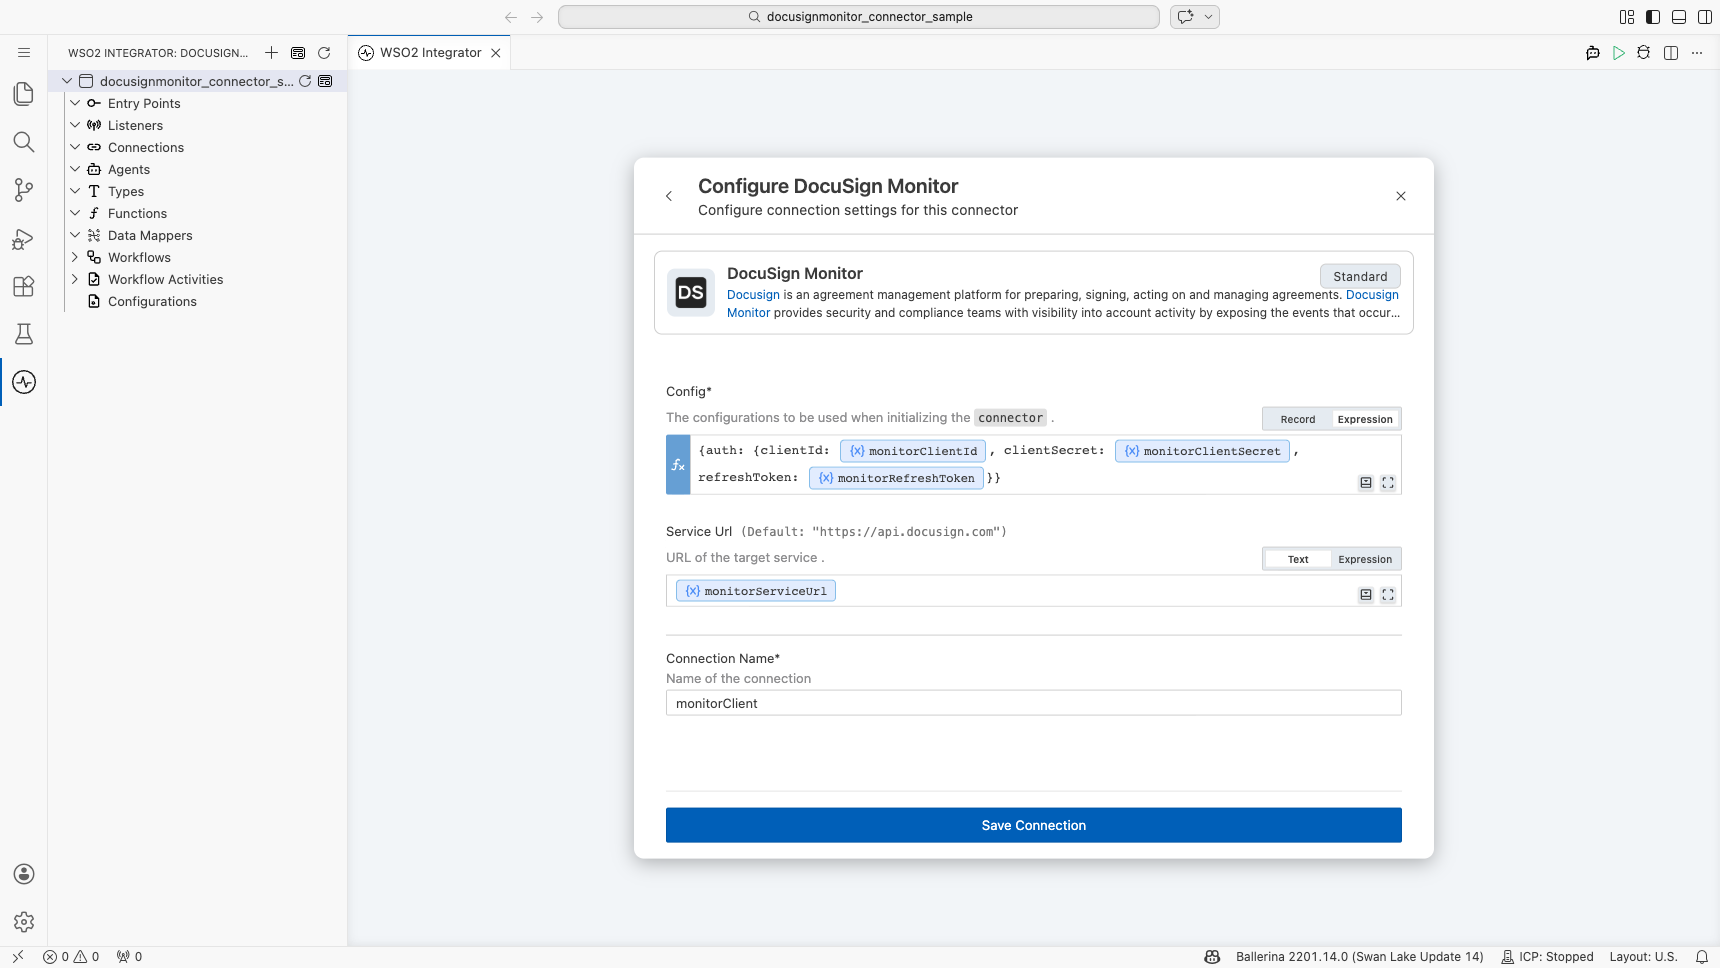 docusignmonitor_connector_sample
WSO2 INTEGRATOR: DOCUSIGN...
WSO2 Integrator
docusignmonitor_connector_s...
Entry Points
Listeners
Connections
Agents
Types
Functions
Data Mappers
Workflows
Workflow Activities
Configurations
Configure DocuSign Monitor
Configure connection settings for this connector
DS
DocuSign Monitor
Standard
Docusign is an agreement management platform for preparing, signing, acting on and managing agreements. Docusign
Monitor provides security and compliance teams with visibility into account activity by exposing the events that occur...
Config*
The configurations to be used when initializing the connector .
Record Expression
fx
{auth: {clientId: {x} monitorClientId , clientSecret: {x} monitorClientSecret ,
refreshToken: {x} monitorRefreshToken }}
Service Url (Default: "https://api.docusign.com")
URL of the target service .
Text Expression
{x} monitorServiceUrl
Connection Name*
Name of the connection
monitorClient
Save Connection
0 0 0
Ballerina 2201.14.0 (Swan Lake Update 14)
ICP: Stopped
Layout: U.S.